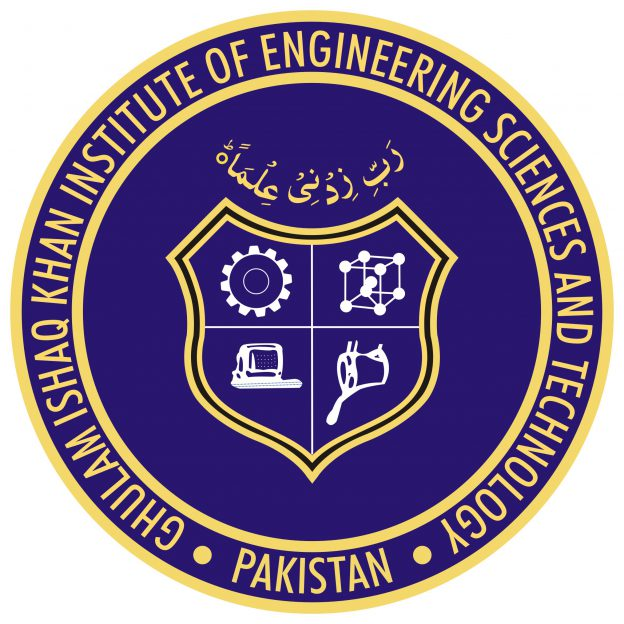 GHULAM ISHAQ KHAN INSTITUTE OF ENGINEERING SCIENCES AND TECHNOLOGY
رَبِّ زِدْنِىْ عِلْمًا
• PAKISTAN •